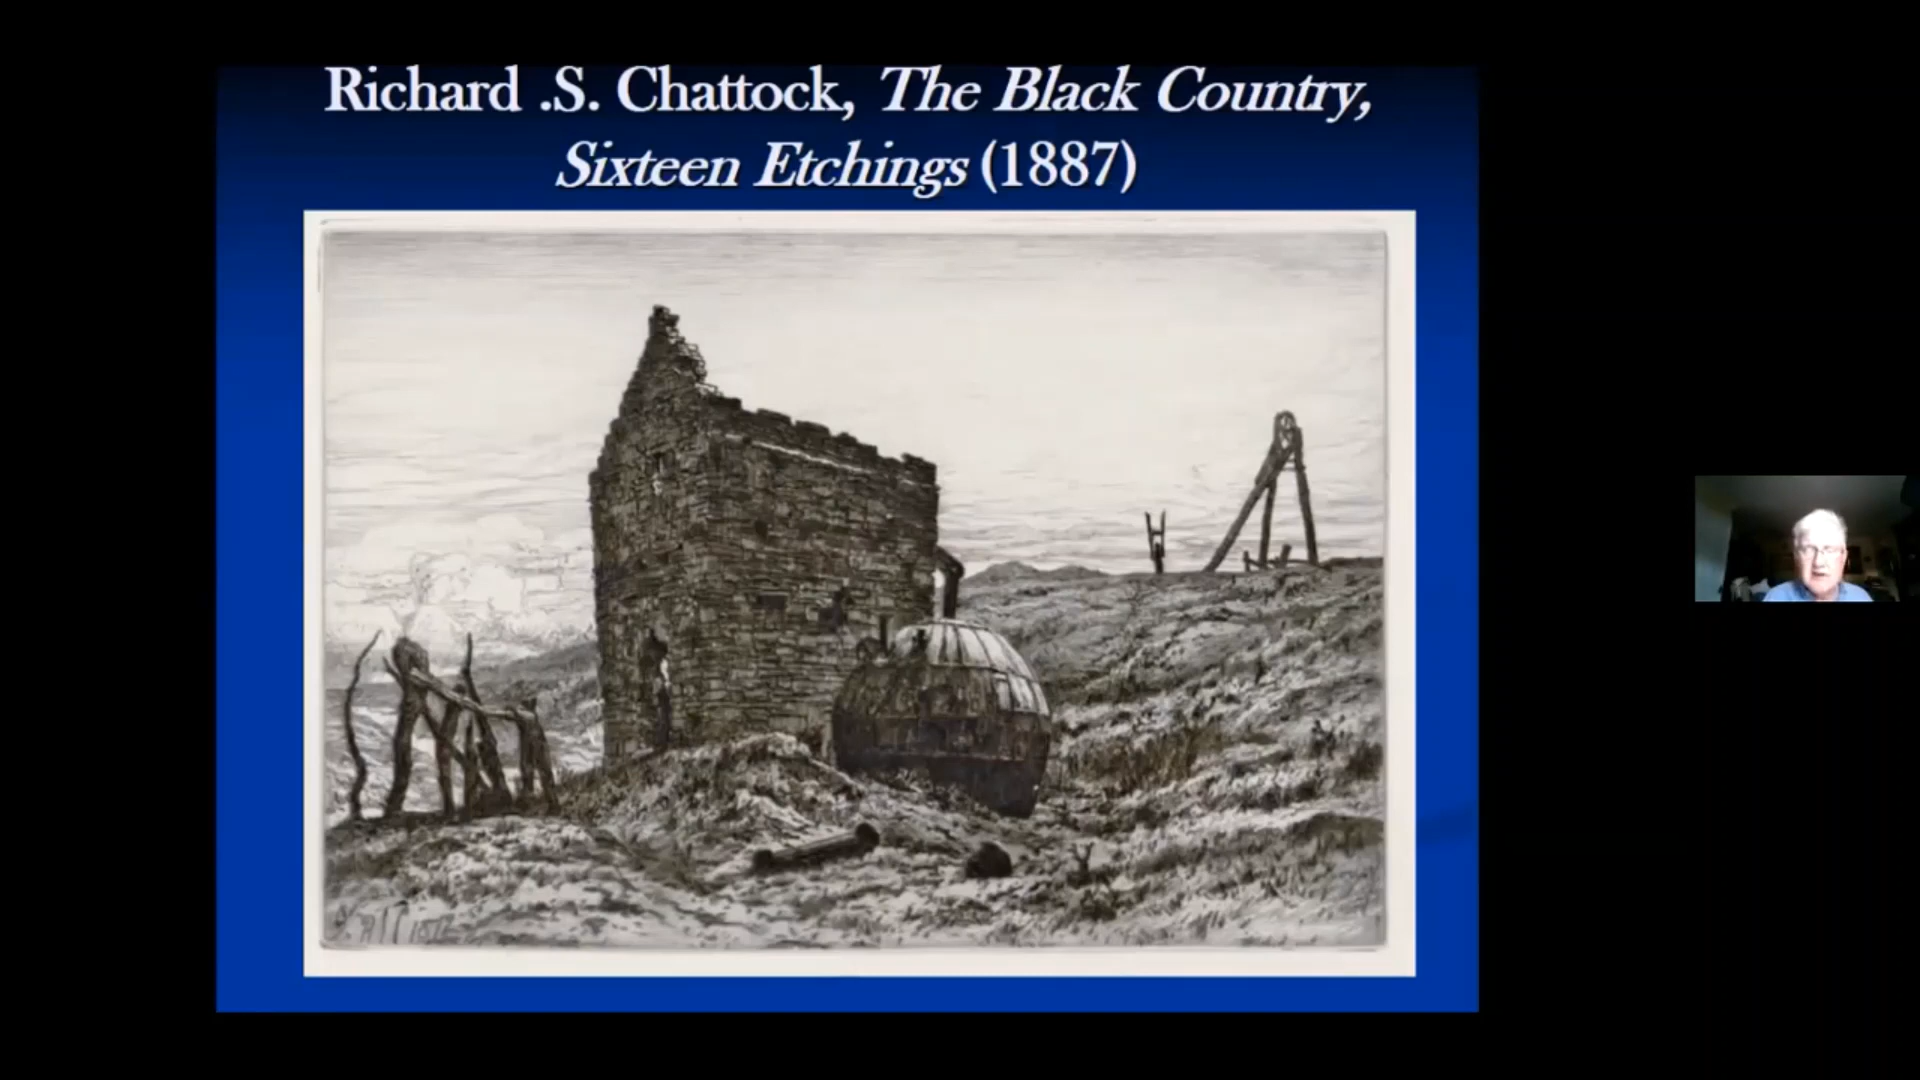 Richard .S. Chattock, The Black Country,
Sixteen Etchings (1887)